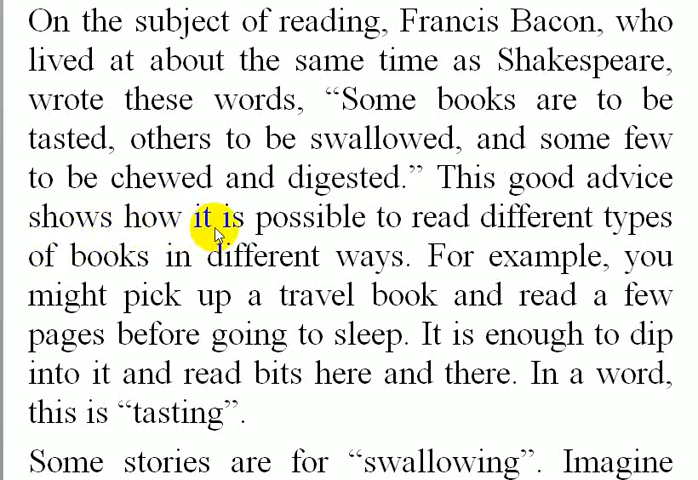 On the subject of reading, Francis Bacon, who
lived at about the same time as Shakespeare,
wrote these words, “Some books are to be
tasted, others to be swallowed, and some few
to be chewed and digested.” This good advice
shows how it is possible to read different types
of books in different ways. For example, you
might pick up a travel book and read a few
pages before going to sleep. It is enough to dip
into it and read bits here and there. In a word,
this is “tasting”.
Some stories are for “swallowing”. Imagine